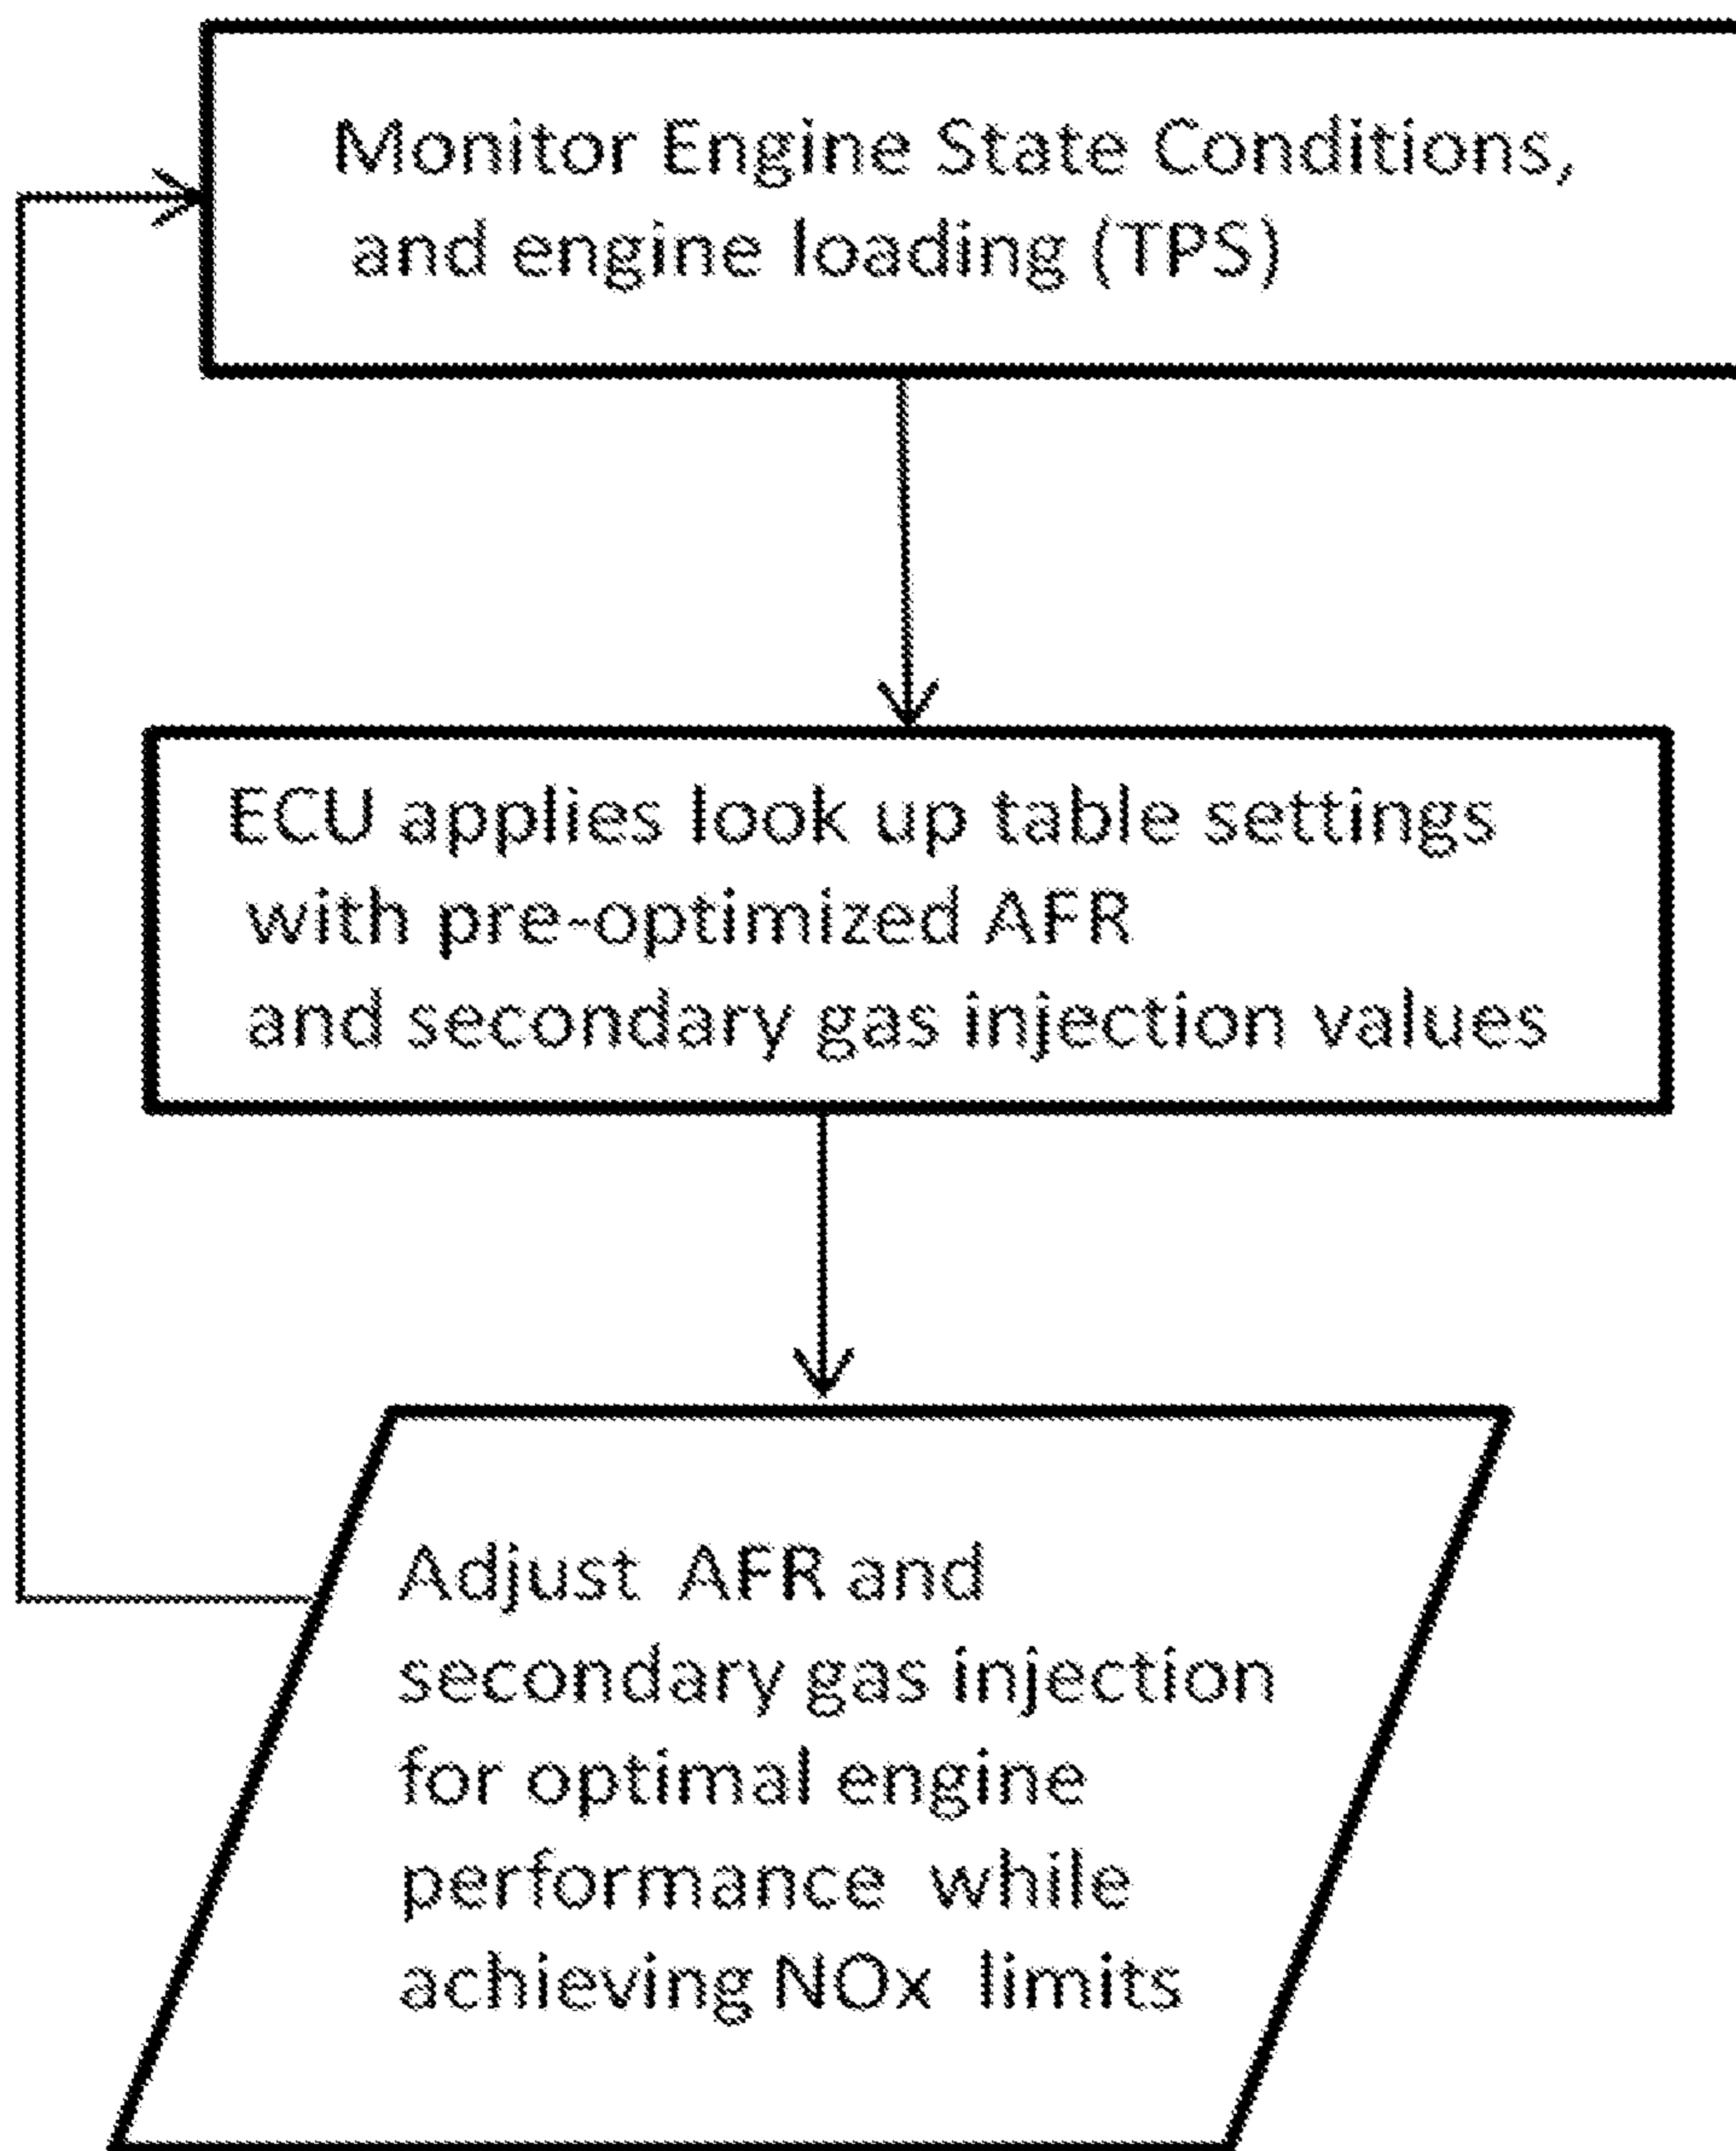 Monitor Engine State Conditions,
and engine loading (TPS)
ECU applies look up table settings
with pre-optimized AFR
and secondary gas injection values
Adjust AFR and
secondary gas injection
for optimal engine
performance while
achieving NOx limits